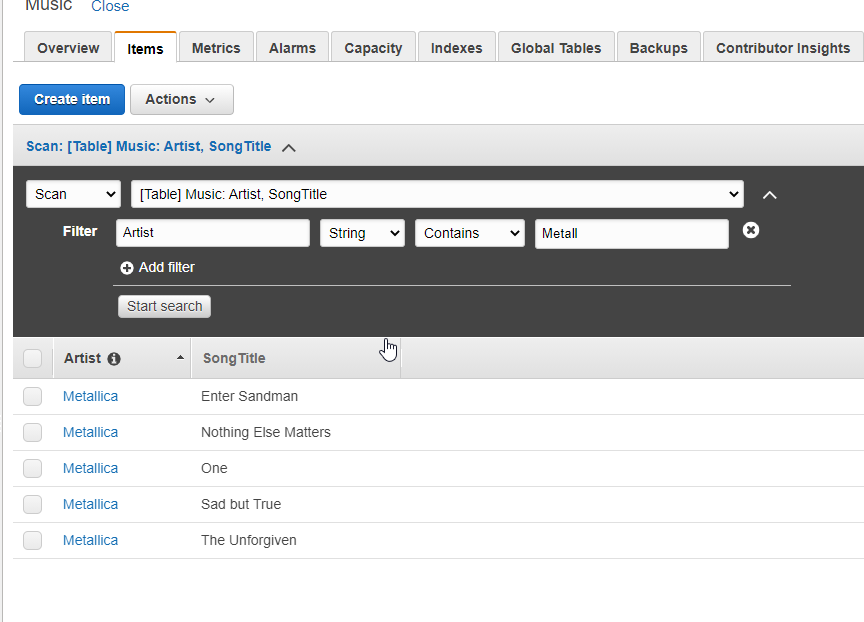 Music Close
Overview Items Metrics Alarms Capacity Indexes Global Tables Backups Contributor Insights
Create item Actions
Scan: [Table] Music: Artist, SongTitle
Scan [Table] Music: Artist, SongTitle
Filter Artist String Contains Metall
Add filter
Start search
Artist SongTitle
Metallica Enter Sandman
Metallica Nothing Else Matters
Metallica One
Metallica Sad but True
Metallica The Unforgiven